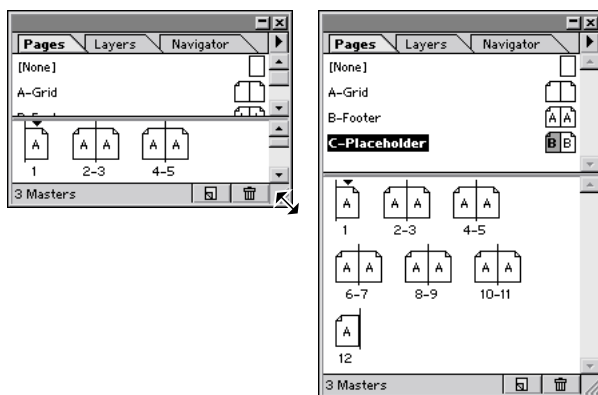 Pages Layers Navigator
[None]
A-Grid
1 2-3 4-5
A A A A A
3 Masters
Pages Layers Navigator
[None]
A-Grid
B-Footer A A
C-Placeholder B B
A A A A A
1 2-3 4-5
A A A A A A
6-7 8-9 10-11
A
12
3 Masters